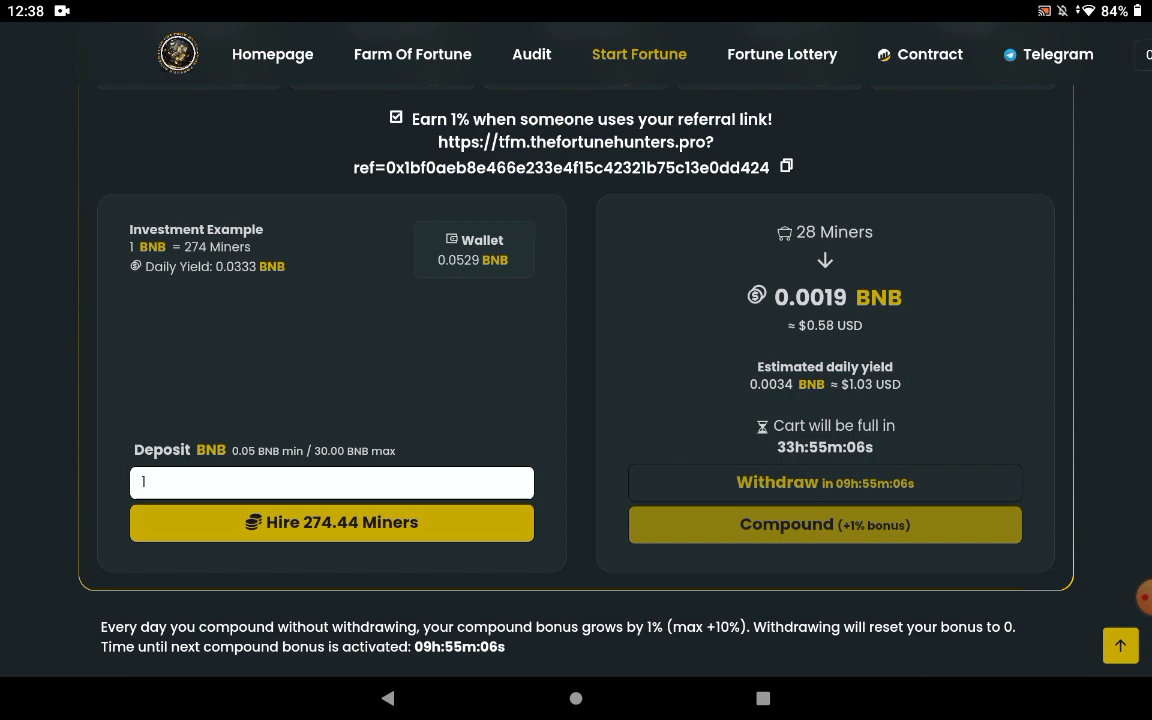 12:38
84%
Homepage
Farm Of Fortune
Audit
Start Fortune
Fortune Lottery
Contract
Telegram
0
Earn 1% when someone uses your referral link!
https://tfm.thefortunehunters.pro?
ref=0x1bf0aeb8e466e233e4f15c42321b75c13e0dd424
Investment Example
1 BNB = 274 Miners
Daily Yield: 0.0333 BNB
Wallet
0.0529 BNB
Deposit BNB 0.05 BNB min / 30.00 BNB max
1
Hire 274.44 Miners
28 Miners
0.0019 BNB
≈ $0.58 USD
Estimated daily yield
0.0034 BNB ≈ $1.03 USD
Cart will be full in
33h:55m:06s
Withdraw in 09h:55m:06s
Compound (+1% bonus)
Every day you compound without withdrawing, your compound bonus grows by 1% (max +10%). Withdrawing will reset your bonus to 0.
Time until next compound bonus is activated: 09h:55m:06s